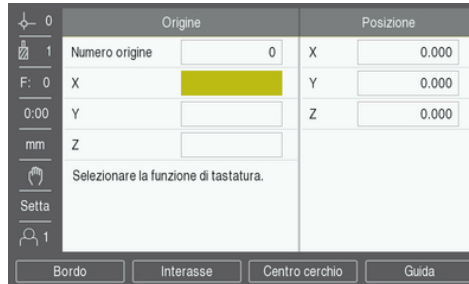 0
Origine
Posizione
1
Numero origine 0
X 0.000
F: 0
X
Y 0.000
0:00
Y
Z 0.000
mm
Z
Selezionare la funzione di tastatura.
Setta
1
Bordo
Interasse
Centro cerchio
Guida